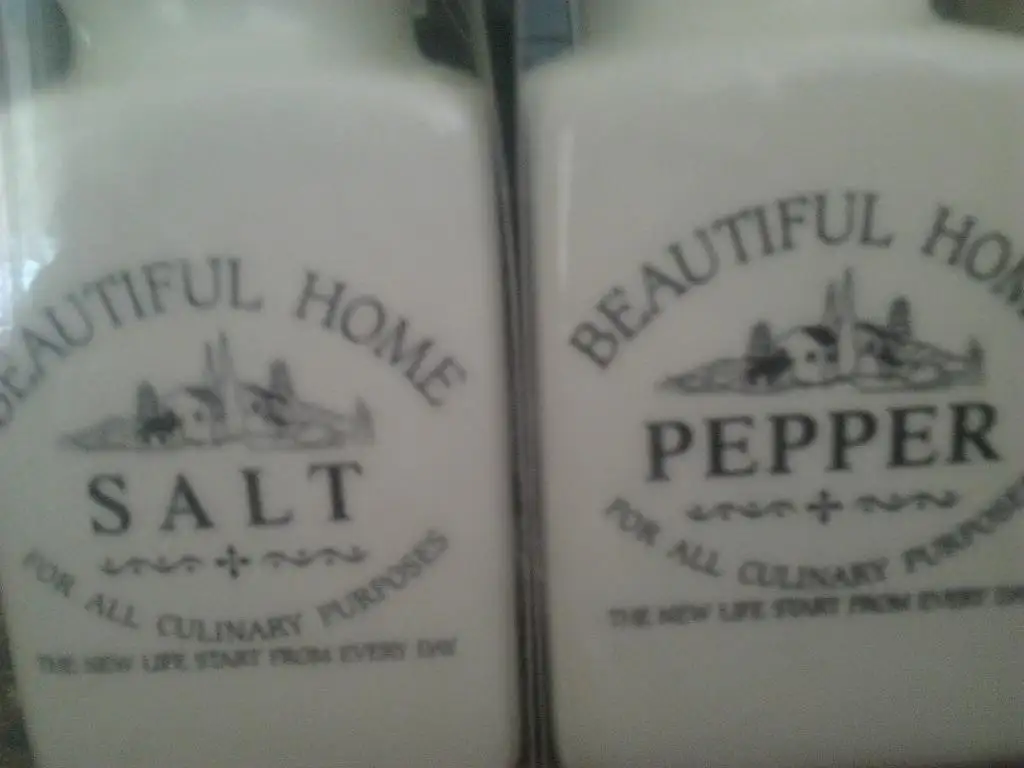 BEAUTIFUL HOME
SALT
FOR ALL CULINARY PURPOSES
THE NEW LIFE START FROM EVERY DAY
BEAUTIFUL HOM
PEPPER
FOR ALL CULINARY PURPOSES
THE NEW LIFE START FROM EVERY DA